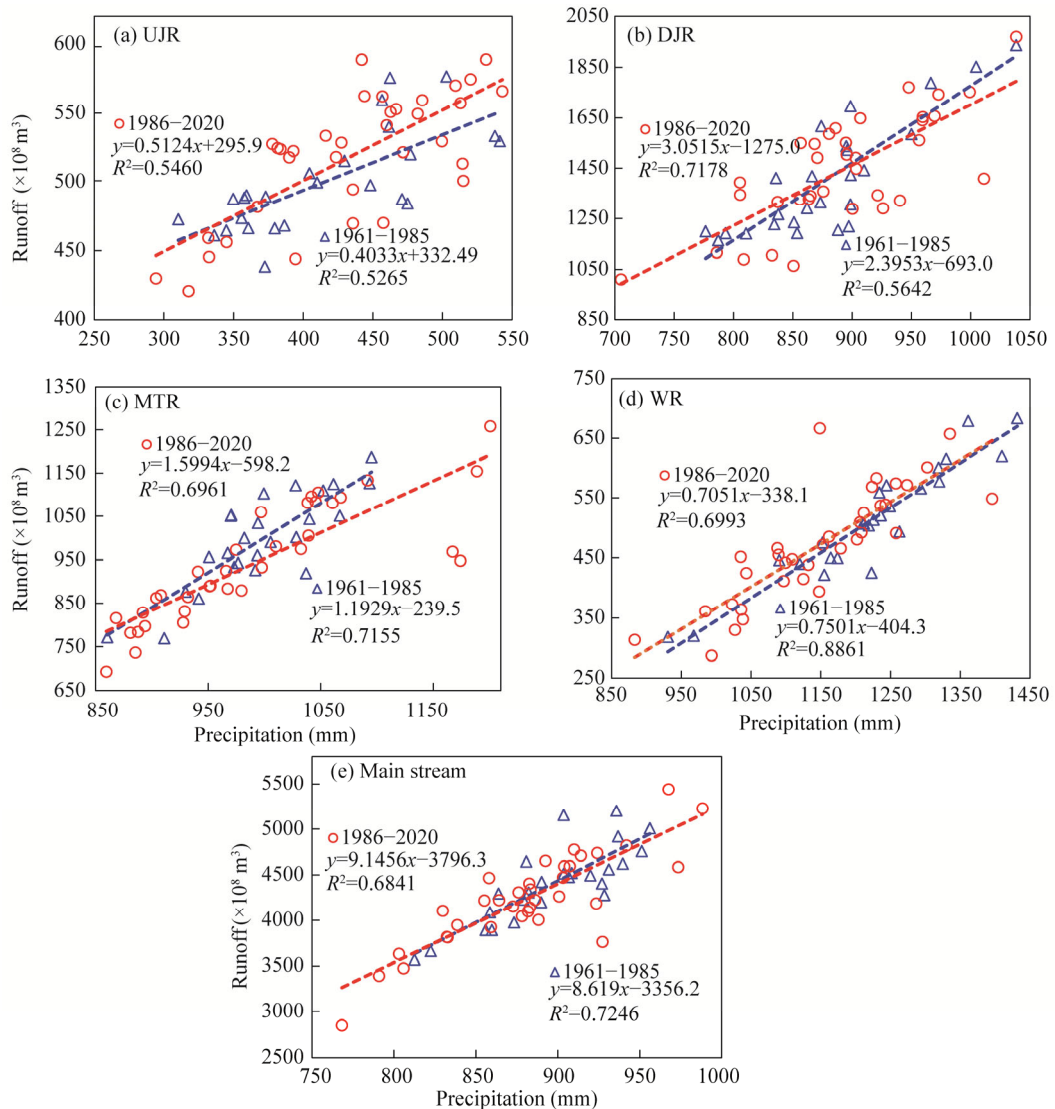 (a) UJR
1986−2020
y=0.5124x+295.9
R²=0.5460
1961−1985
y=0.4033x+332.49
R²=0.5265
600
550
500
450
400
250 300 350 400 450 500 550
Runoff (×10⁸ m³)
(b) DJR
1986−2020
y=3.0515x−1275.0
R²=0.7178
1961−1985
y=2.3953x−693.0
R²=0.5642
2050
1850
1650
1450
1250
1050
850
700 750 800 850 900 950 1000 1050
(c) MTR
1986−2020
y=1.5994x−598.2
R²=0.6961
1961−1985
y=1.1929x−239.5
R²=0.7155
1350
1250
1150
1050
950
850
750
650
850 950 1050 1150
Runoff (×10⁸ m³)
Precipitation (mm)
(d) WR
1986−2020
y=0.7051x−338.1
R²=0.6993
1961−1985
y=0.7501x−404.3
R²=0.8861
750
650
550
450
350
250
850 950 1050 1150 1250 1350 1450
Precipitation (mm)
(e) Main stream
1986−2020
y=9.1456x−3796.3
R²=0.6841
1961−1985
y=8.619x−3356.2
R²−0.7246
5500
5000
4500
4000
3500
3000
2500
750 800 850 900 950 1000
Runoff (×10⁸ m³)
Precipitation (mm)